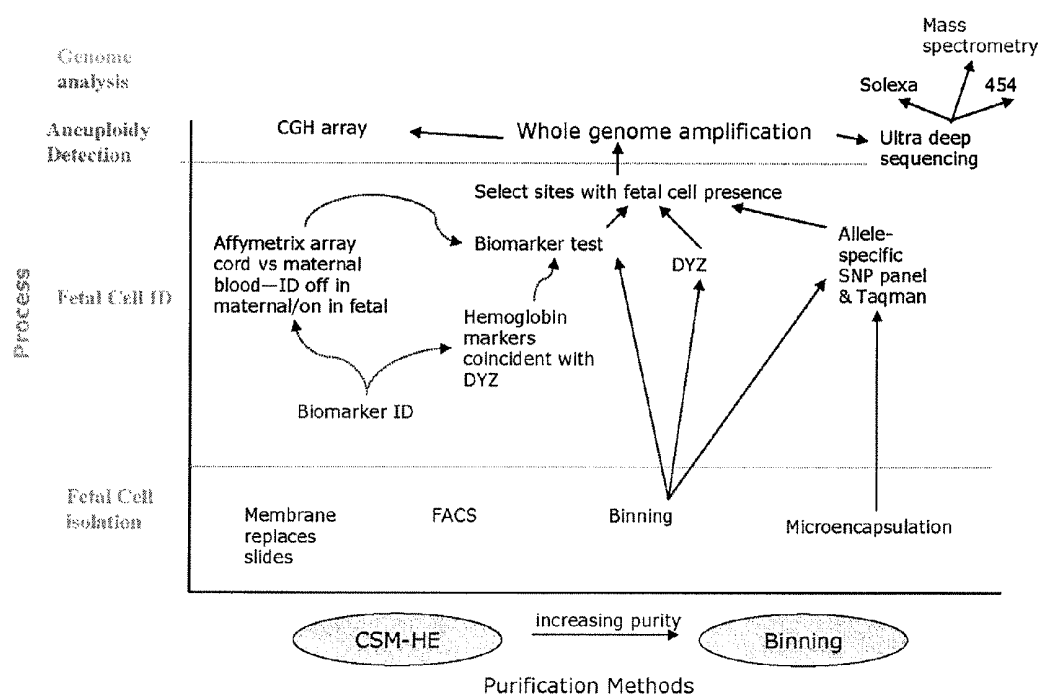 Mass
spectrometry
Genome
analysis
Solexa
454
Aneuploidy
Detection
CGH array
Whole genome amplification
Ultra deep
sequencing
Select sites with fetal cell presence
Affymetrix array
cord vs maternal
blood—ID off in
maternal/on in fetal
Biomarker test
DYZ
Allele-
specific
SNP panel
& Taqman
Process
Fetal Cell ID
Hemoglobin
markers
coincident with
DYZ
Biomarker ID
Fetal Cell
isolation
Membrane
replaces
slides
FACS
Binning
Microencapsulation
CSM-HE
increasing purity
Binning
Purification Methods